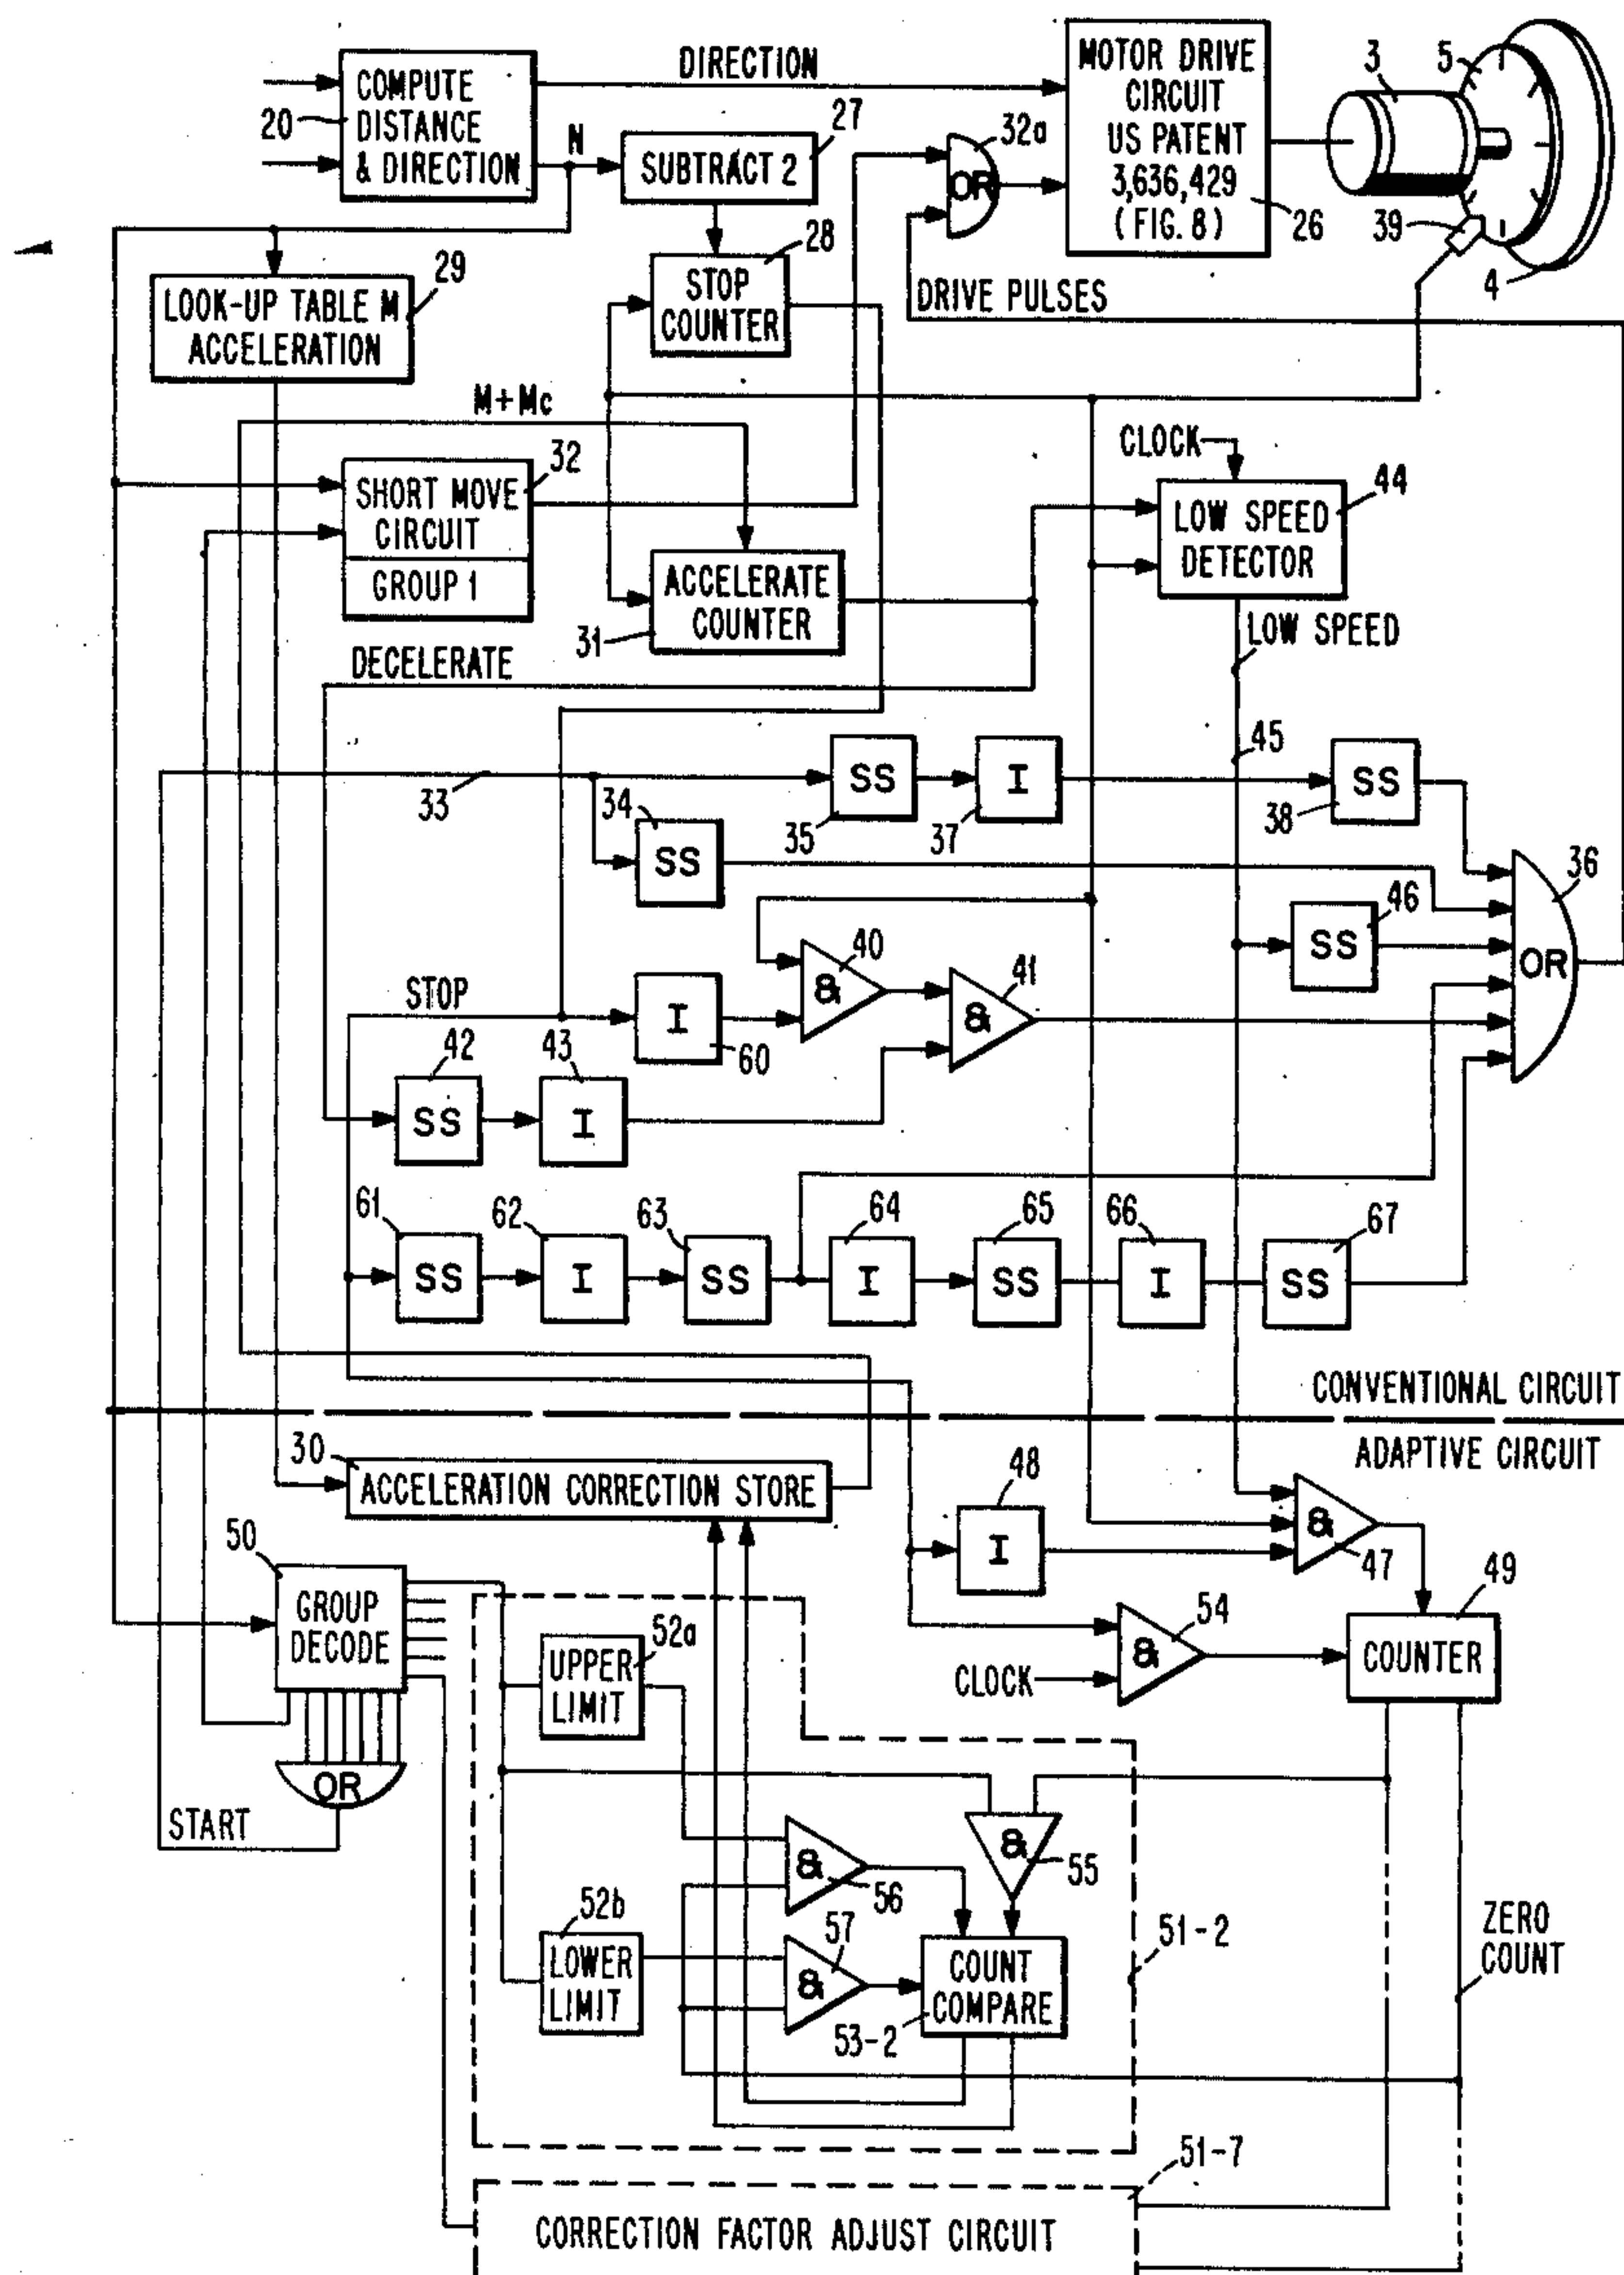 COMPUTE
DISTANCE
& DIRECTION
20
DIRECTION
N
27
SUBTRACT 2
32a
OR
MOTOR DRIVE
CIRCUIT
US PATENT
3,636,429
(FIG. 8)
26
3
5
39
4
28
STOP
COUNTER
29
LOOK-UP TABLE M
ACCELERATION
DRIVE PULSES
M+Mc
32
SHORT MOVE
CIRCUIT
GROUP 1
CLOCK
44
LOW SPEED
DETECTOR
ACCELERATE
COUNTER
31
LOW SPEED
DECELERATE
45
33
34
SS
SS
35
I
37
SS
38
36
OR
46
SS
40
&
41
&
STOP
I
60
42
SS
43
I
61
SS
62
I
63
SS
64
I
65
SS
66
I
67
SS
CONVENTIONAL CIRCUIT
ADAPTIVE CIRCUIT
30
ACCELERATION CORRECTION STORE
48
I
&
47
49
COUNTER
50
GROUP
DECODE
54
&
CLOCK
52a
UPPER
LIMIT
OR
START
&
55
&
56
52b
LOWER
LIMIT
57
&
COUNT
COMPARE
53-2
51-2
ZERO
COUNT
51-7
CORRECTION FACTOR ADJUST CIRCUIT